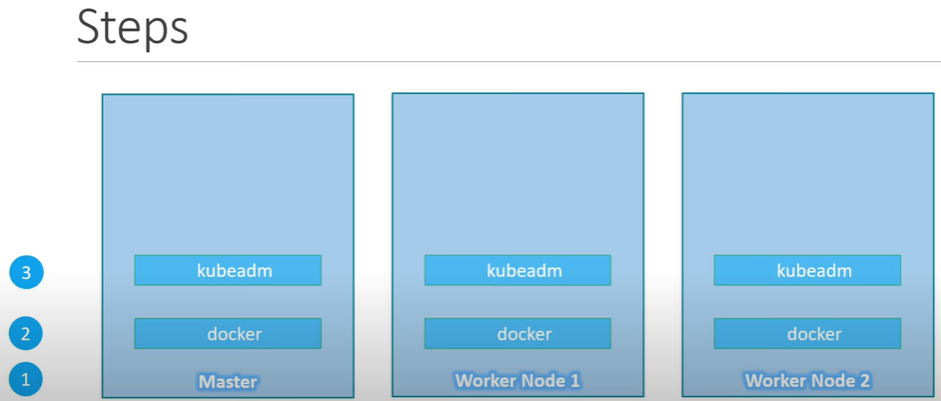 Steps
3 kubeadm kubeadm kubeadm
2 docker docker docker
1 Master Worker Node 1 Worker Node 2